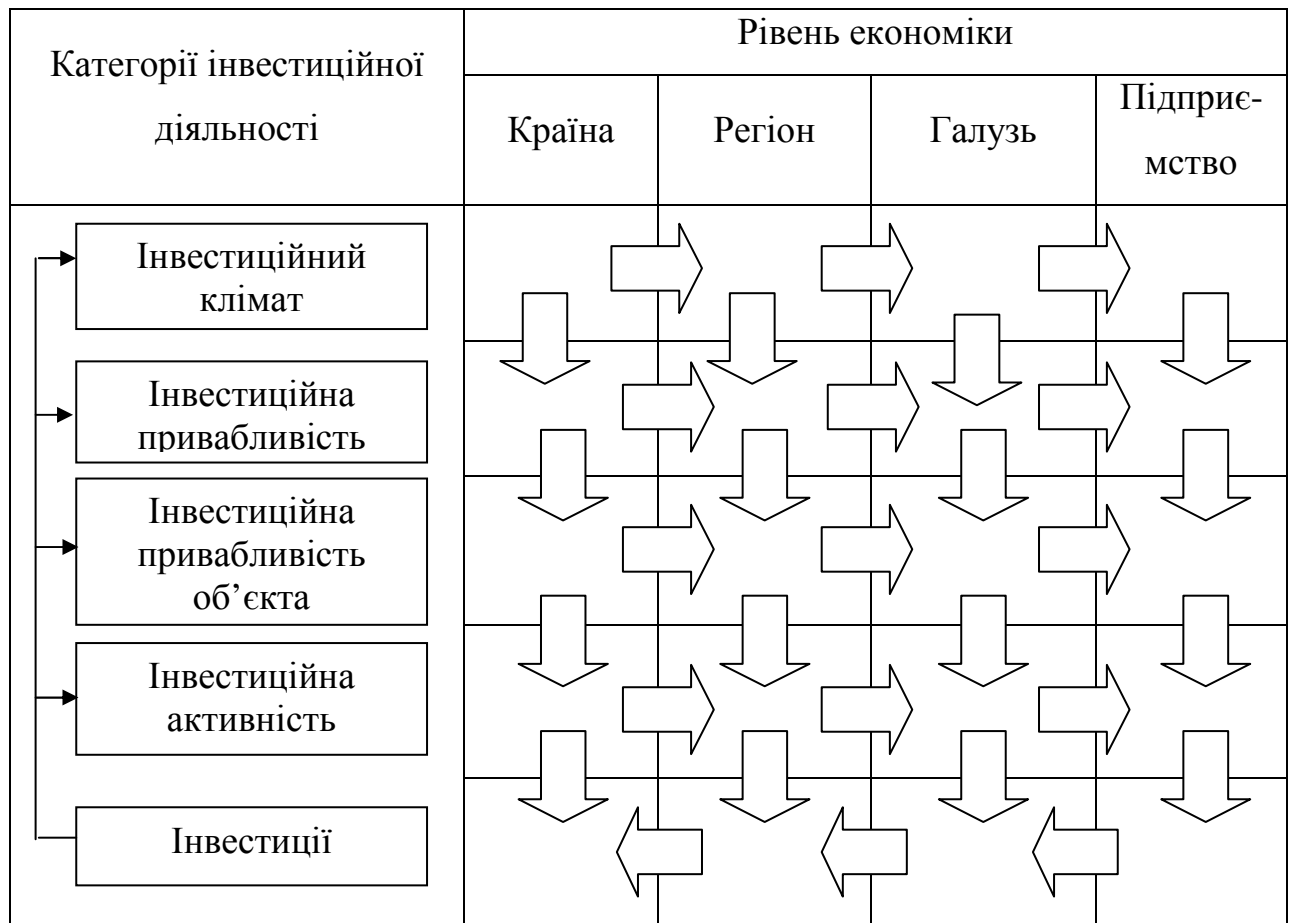 Категорії інвестиційної
діяльності
Рівень економіки
Країна
Регіон
Галузь
Підприє-
мство
Інвестиційний
клімат
Інвестиційна
привабливість
Інвестиційна
привабливість
об’єкта
Інвестиційна
активність
Інвестиції